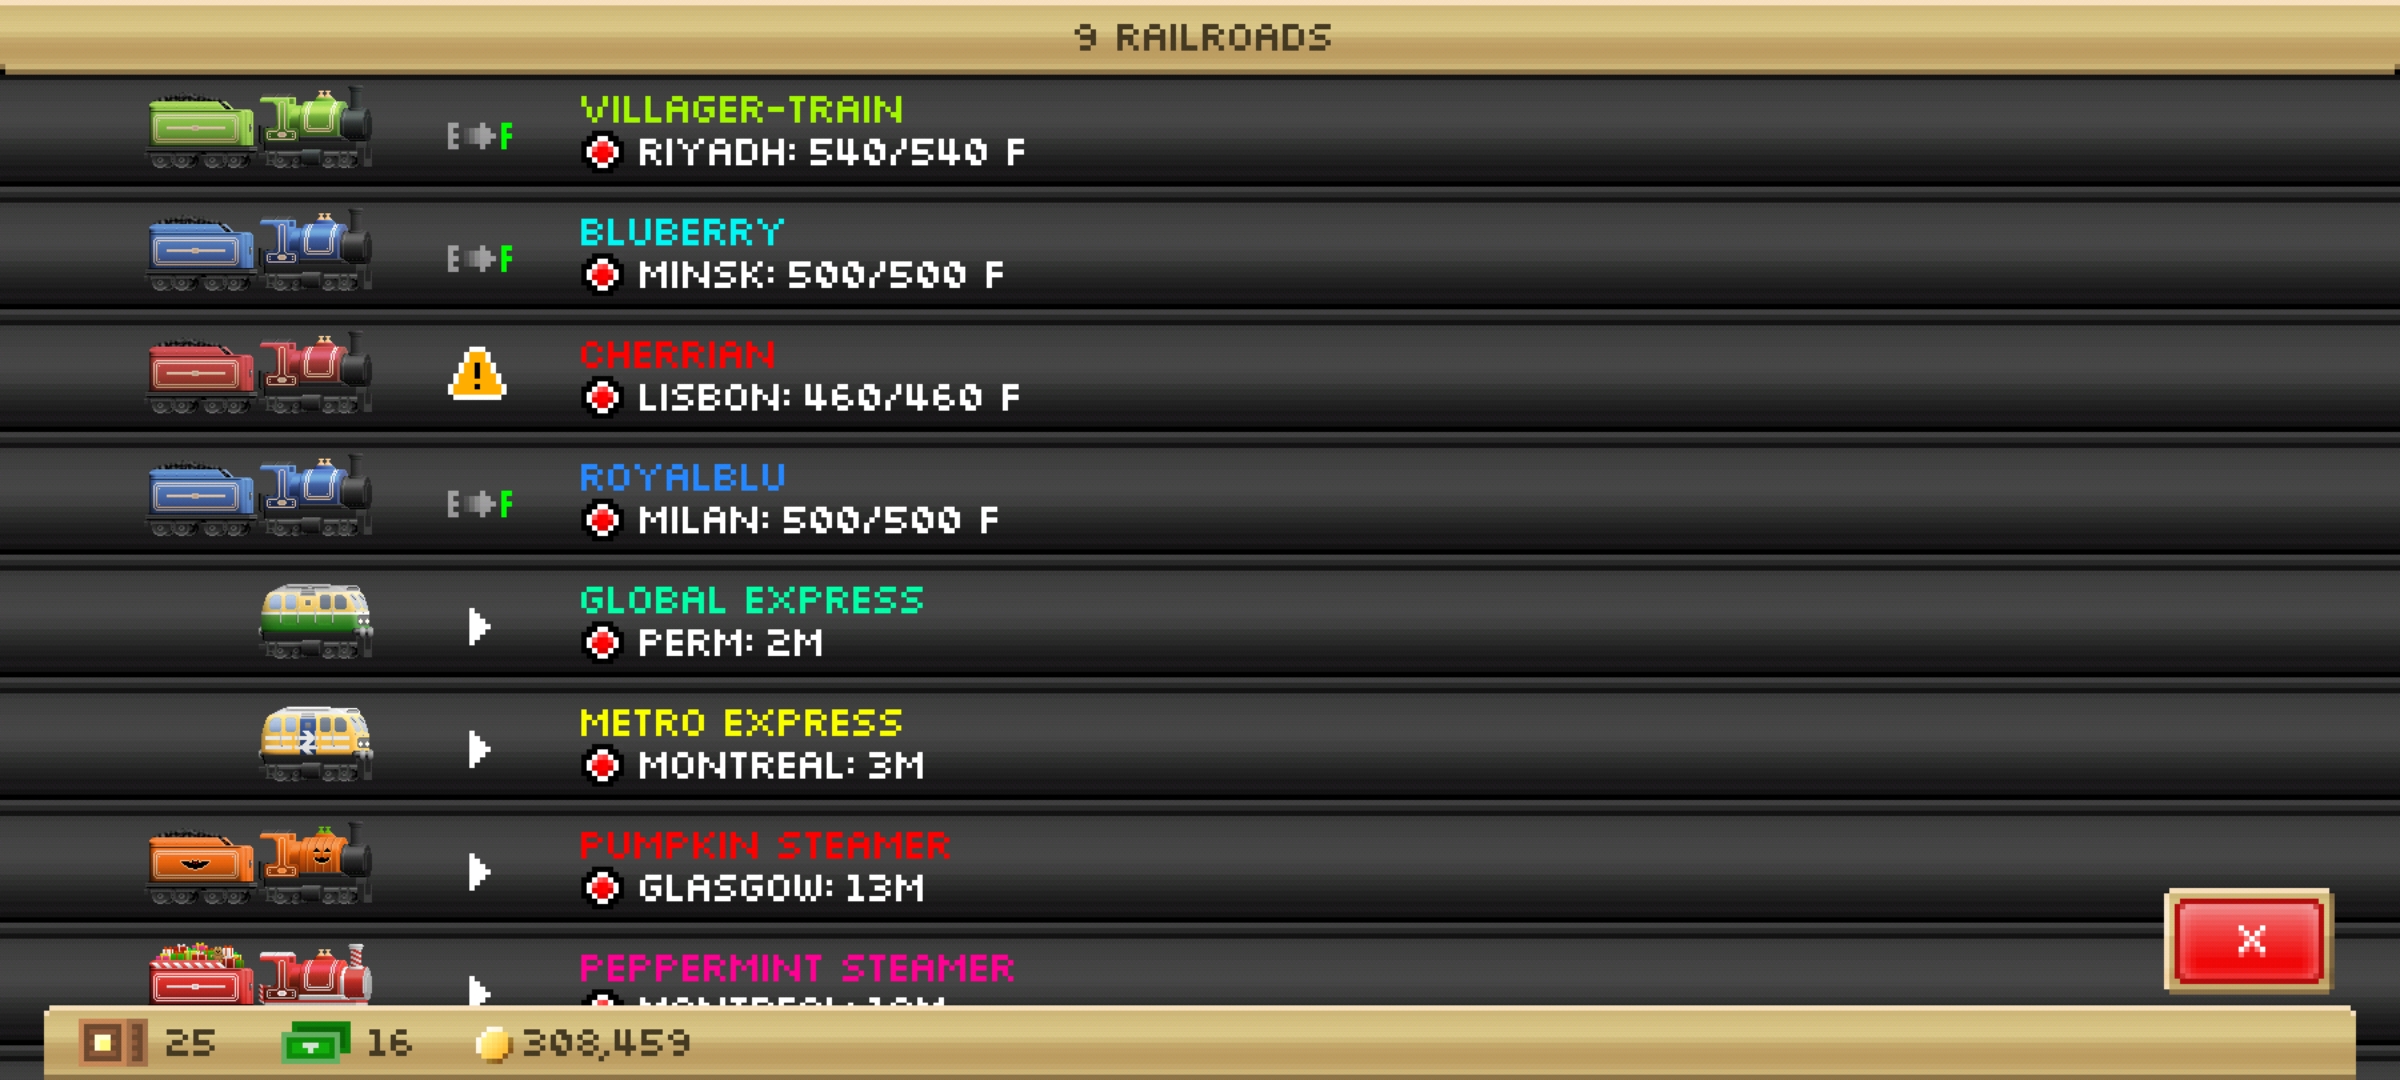 9 RAILROADS
VILLAGER-TRAIN
E F
RIYADH: 540/540 F
BLUBERRY
E F
MINSK: 500/500 F
CHERRIAN
!
LISBON: 460/460 F
ROYALBLU
E F
MILAN: 500/500 F
GLOBAL EXPRESS
PERM: 2M
METRO EXPRESS
MONTREAL: 3M
PUMPKIN STEAMER
GLASGOW: 13M
PEPPERMINT STEAMER
MONTREAL:
X
25 16 308,459